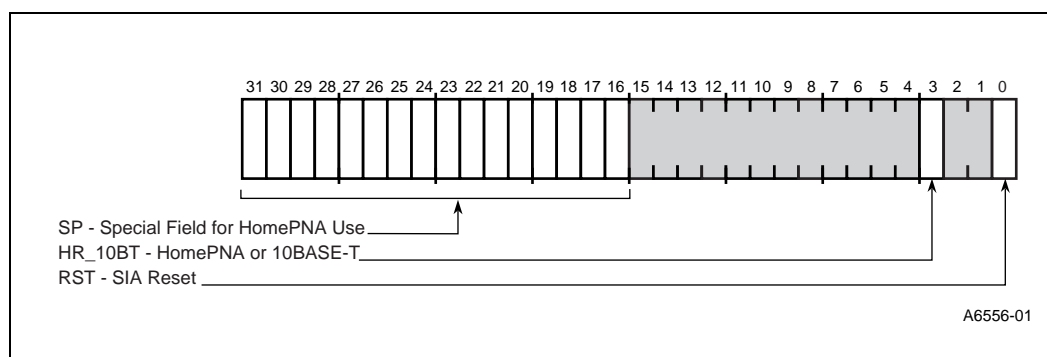 31 30 29 28 27 26 25 24 23 22 21 20 19 18 17 16 15 14 13 12 11 10 9 8 7 6 5 4 3 2 1 0
SP - Special Field for HomePNA Use
HR_10BT - HomePNA or 10BASE-T
RST - SIA Reset
A6556-01